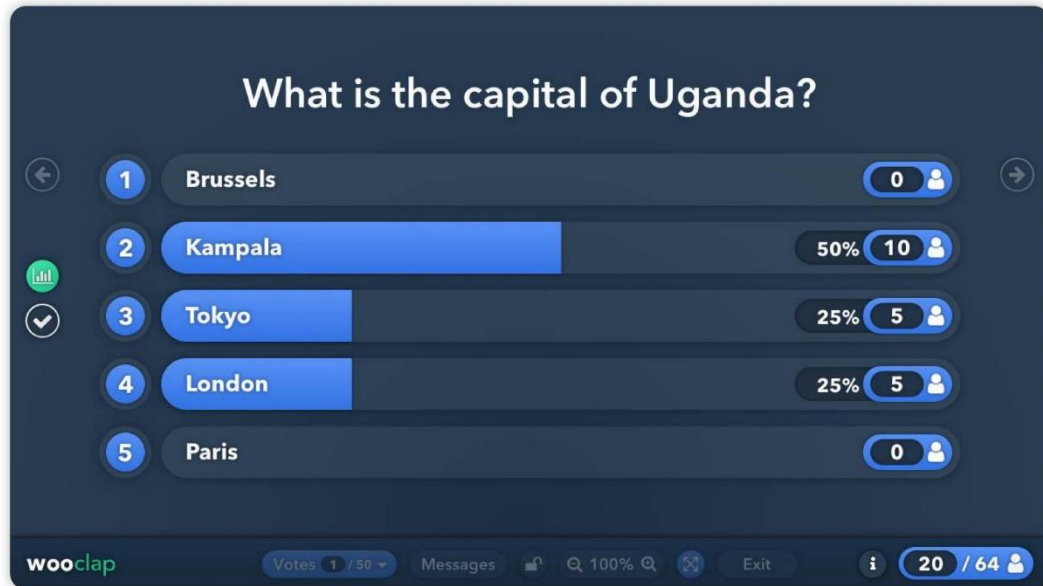 What is the capital of Uganda?
1 Brussels 0
2 Kampala 50% 10
3 Tokyo 25% 5
4 London 25% 5
5 Paris 0
wooclap Votes 1 / 50 Messages 100% Exit i 20 / 64